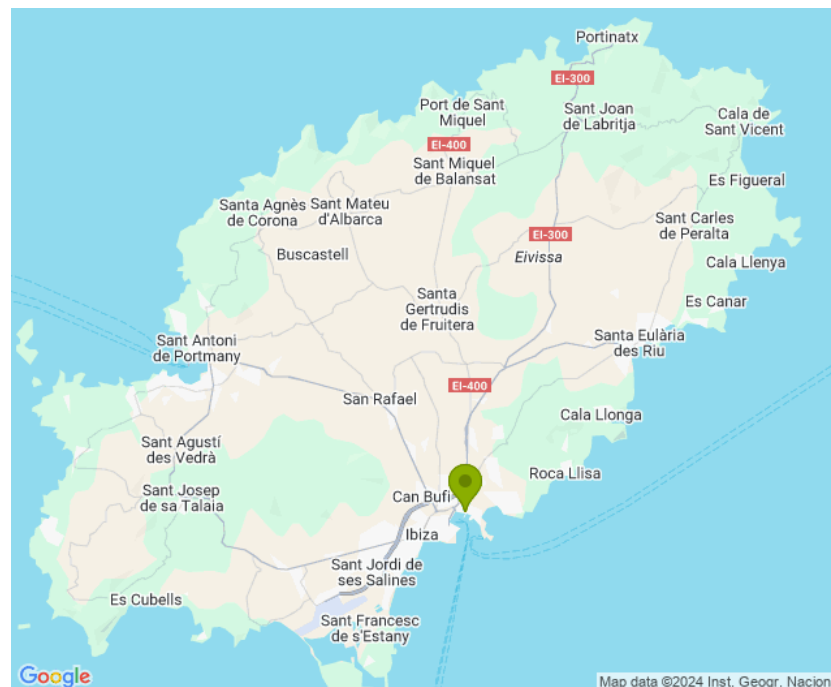 Portinatx
EI-300
Port de Sant
Miquel
Sant Joan
de Labritja
Cala de
Sant Vicent
EI-400
Sant Miquel
de Balansat
Es Figueral
Santa Agnès
de Corona
Sant Mateu
d'Albarca
Sant Carles
de Peralta
EI-300
Buscastell
Eivissa
Cala Llenya
Santa
Gertrudis
de Fruitera
Es Canar
Sant Antoni
de Portmany
Santa Eulària
des Riu
EI-400
San Rafael
Cala Llonga
Sant Agustí
des Vedrà
Roca Llisa
Sant Josep
de sa Talaia
Can Bufí
Ibiza
Sant Jordi de
ses Salines
Es Cubells
Sant Francesc
de s'Estany
Google
Map data ©2024 Inst. Geogr. Nacion